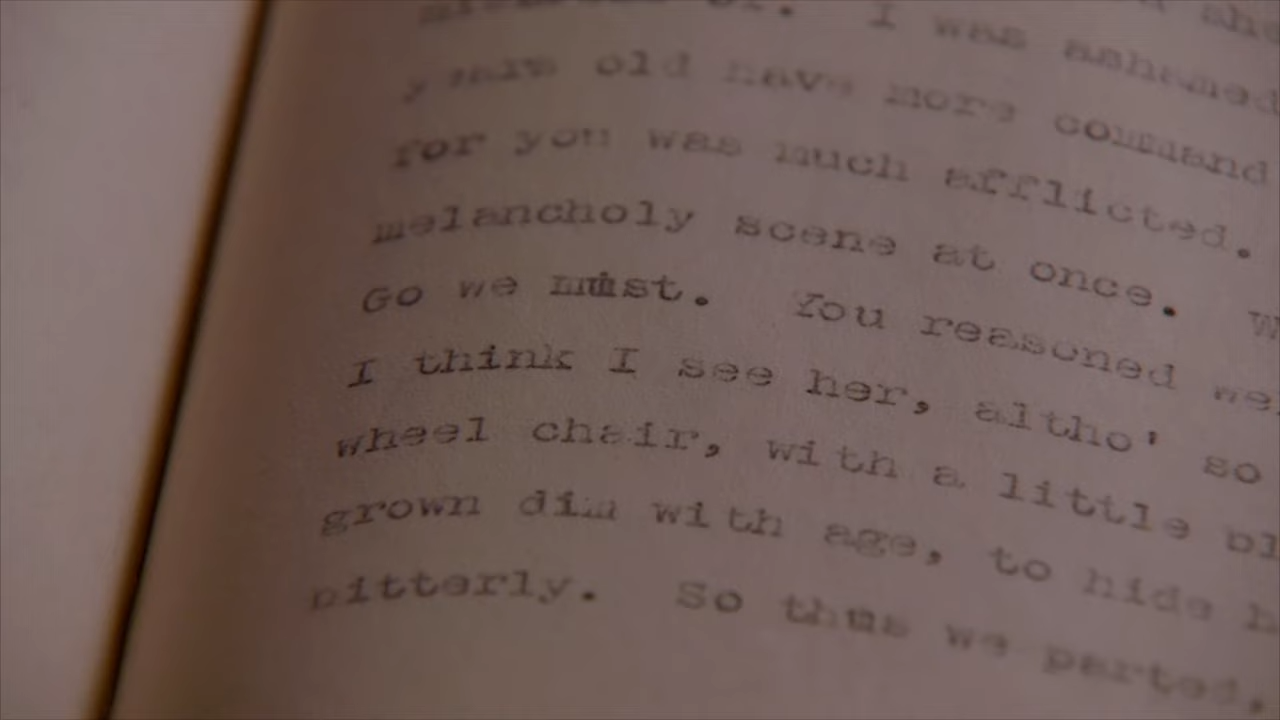 I was ashamed
years old have more command
for you was much afflicted.
melancholy scene at once.
Go we must. You reasoned
I think I see her, altho' so
wheel chair, with a little
grown dim with age, to hide
bitterly. So thus we parted,